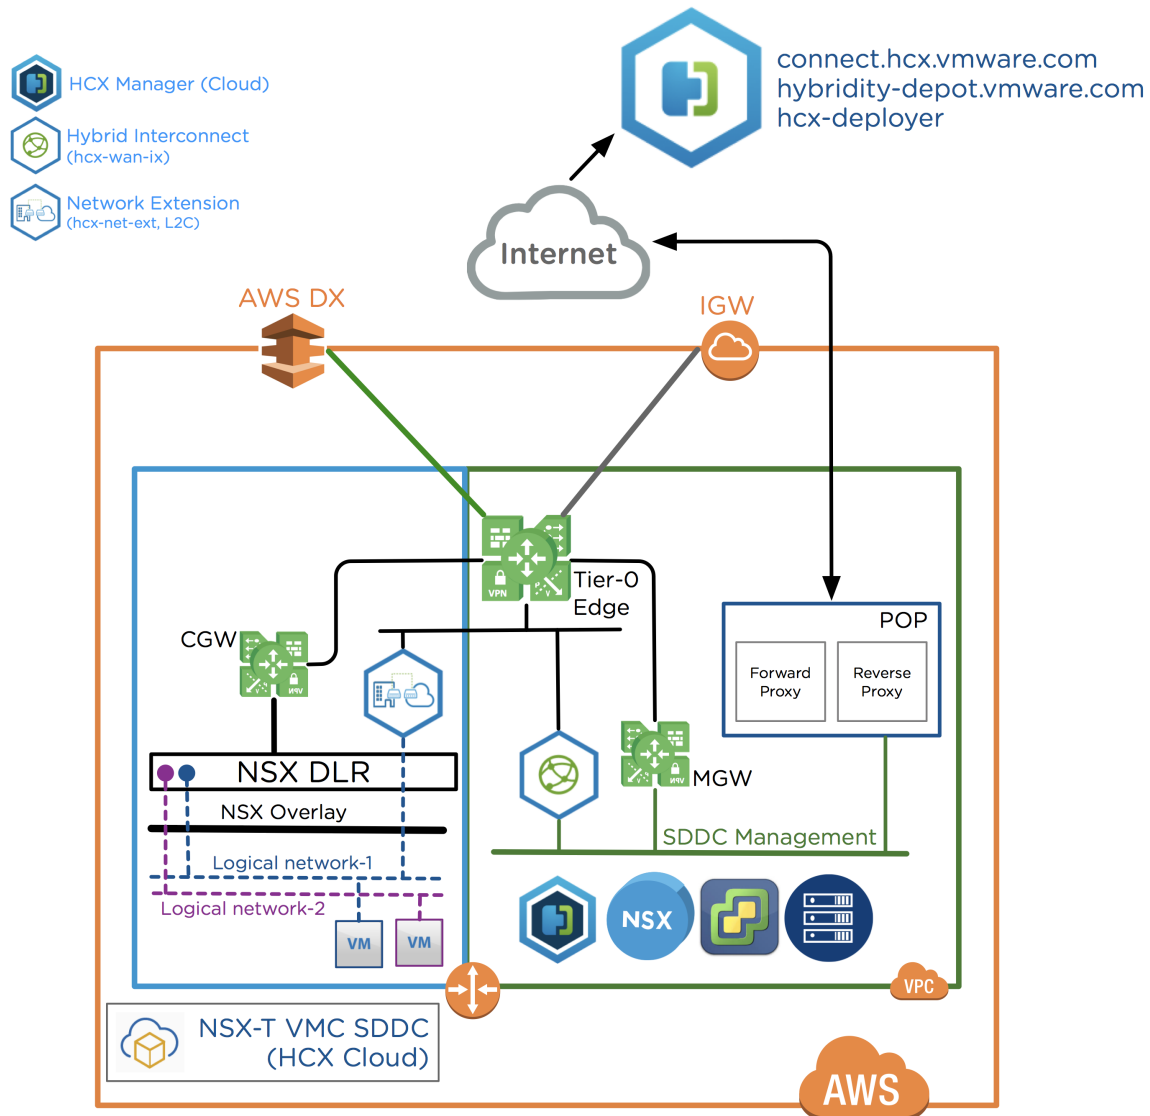 connect.hcx.vmware.com
hybridity-depot.vmware.com
hcx-deployer
HCX Manager (Cloud)
Hybrid Interconnect
(hcx-wan-ix)
Network Extension
(hcx-net-ext, L2C)
Internet
AWS DX
IGW
VPN
Tier-0
Edge
CGW
VPN
POP
Forward
Proxy
Reverse
Proxy
NSX DLR
MGW
VPN
NSX Overlay
SDDC Management
Logical network-1
Logical network-2
VM
VM
NSX
VPC
NSX-T VMC SDDC
(HCX Cloud)
AWS